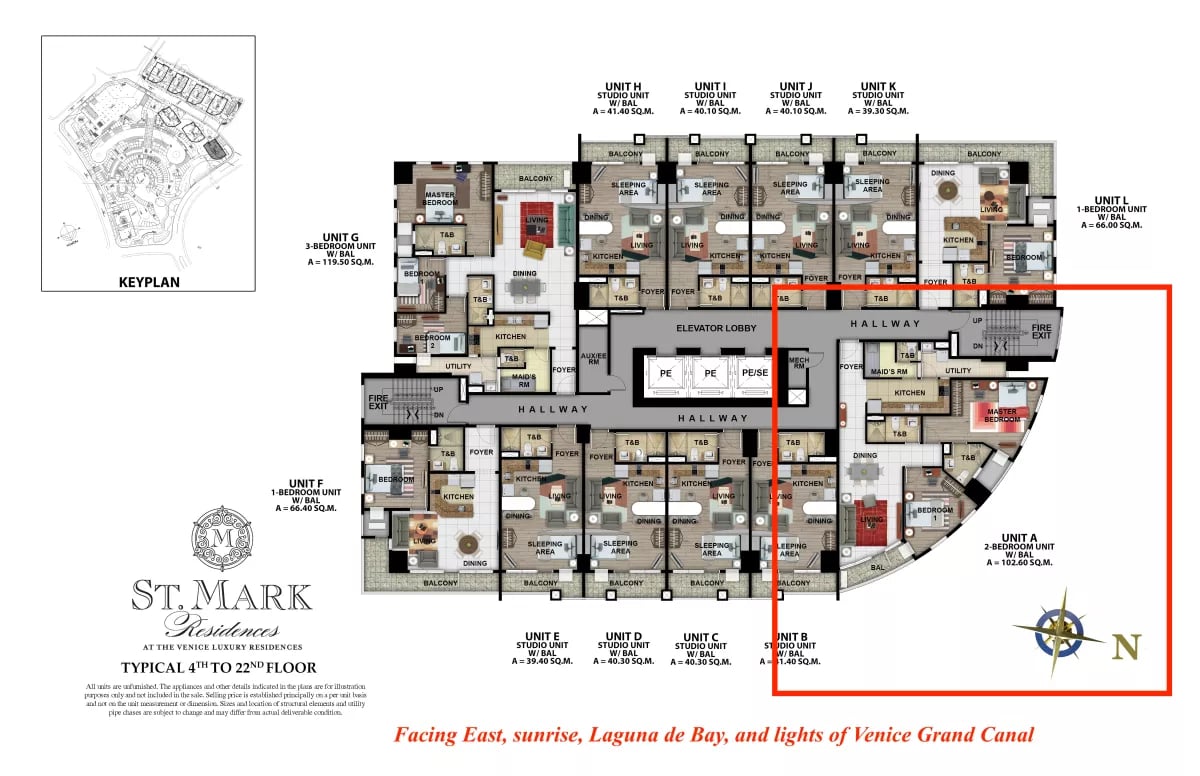 KEYPLAN
UNIT H
STUDIO UNIT
W/ BAL
A = 41.40 SQ.M.
UNIT I
STUDIO UNIT
W/ BAL
A = 40.10 SQ.M.
UNIT J
STUDIO UNIT
W/ BAL
A = 40.10 SQ.M.
UNIT K
STUDIO UNIT
W/ BAL
A = 39.30 SQ.M.
UNIT G
3-BEDROOM UNIT
W/ BAL
A = 119.50 SQ.M.
MASTER
BEDROOM
T&B
BEDROOM
1
BEDROOM
2
T&B
BALCONY
LIVING
DINING
KITCHEN
UTILITY
T&B
MAID'S
RM
FOYER
BALCONY
SLEEPING
AREA
DINING
LIVING
KITCHEN
T&B
FOYER
BALCONY
SLEEPING
AREA
DINING
LIVING
KITCHEN
FOYER
T&B
BALCONY
SLEEPING
AREA
DINING
LIVING
KITCHEN
T&B
FOYER
BALCONY
SLEEPING
AREA
DINING
LIVING
KITCHEN
FOYER
T&B
BALCONY
DINING
LIVING
KITCHEN
BEDROOM
FOYER
T&B
UNIT L
1-BEDROOM UNIT
W/ BAL
A = 66.00 SQ.M.
ELEVATOR LOBBY
HALLWAY
UP
DN
FIRE
EXIT
AUX/EE
RM
PE
PE
PE/SE
MECH
RM
FIRE
EXIT
UP
DN
HALLWAY
HALLWAY
FOYER
T&B
MAID'S RM
UTILITY
KITCHEN
MASTER
BEDROOM
T&B
DINING
T&B
BEDROOM
1
LIVING
BAL
UNIT A
2-BEDROOM UNIT
W/ BAL
A = 102.60 SQ.M.
UNIT F
1-BEDROOM UNIT
W/ BAL
A = 66.40 SQ.M.
T&B
FOYER
BEDROOM
KITCHEN
LIVING
DINING
BALCONY
T&B
FOYER
KITCHEN
LIVING
DINING
SLEEPING
AREA
BALCONY
T&B
FOYER
KITCHEN
LIVING
DINING
SLEEPING
AREA
BALCONY
T&B
FOYER
KITCHEN
LIVING
DINING
SLEEPING
AREA
BALCONY
T&B
FOYER
KITCHEN
LIVING
DINING
SLEEPING
AREA
BALCONY
UNIT E
STUDIO UNIT
W/ BAL
A = 39.40 SQ.M.
UNIT D
STUDIO UNIT
W/ BAL
A = 40.30 SQ.M.
UNIT C
STUDIO UNIT
W/ BAL
A = 40.30 SQ.M.
UNIT B
STUDIO UNIT
W/ BAL
A = 41.40 SQ.M.
N
M
ST. MARK
Residences
AT THE VENICE LUXURY RESIDENCES
TYPICAL 4TH TO 22ND FLOOR
All units are unfurnished. The appliances and other details indicated in the plans are for illustration
purposes only and not included in the sale. Selling price is established principally on a per unit basis
and not on the unit measurement or dimension. Sizes and location of structural elements and utility
pipe chases are subject to change and may differ from actual deliverable condition.
Facing East, sunrise, Laguna de Bay, and lights of Venice Grand Canal